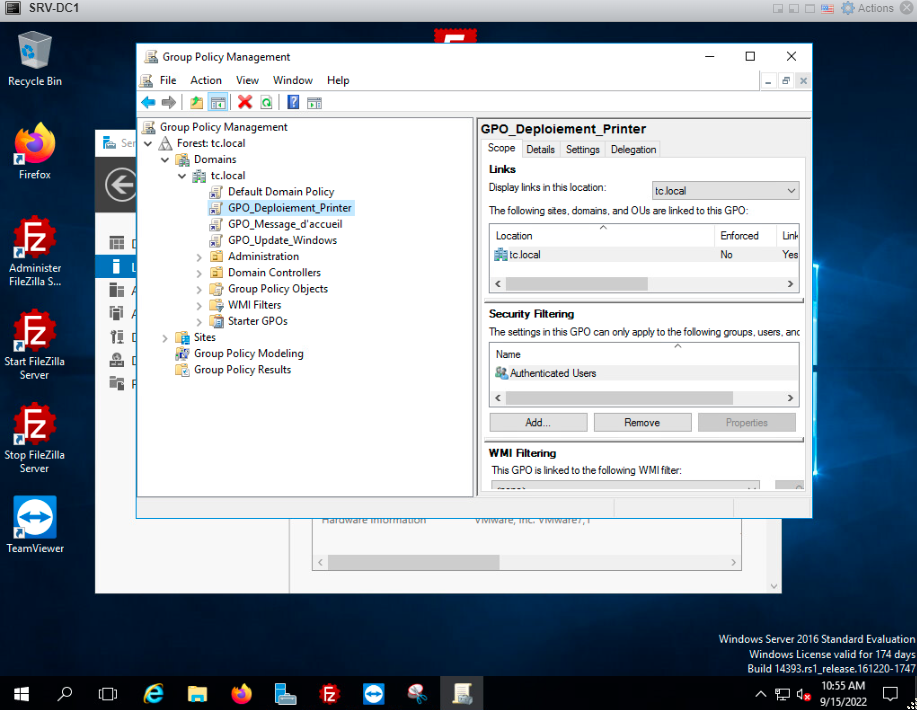 SRV-DC1
Actions
Recycle Bin
Firefox
Administer
FileZilla S...
Start FileZilla
Server
Stop FileZilla
Server
TeamViewer
Ser
Group Policy Management
File Action View Window Help
Group Policy Management
Forest: tc.local
Domains
tc.local
Default Domain Policy
GPO_Deploiement_Printer
GPO_Message_d'accueil
GPO_Update_Windows
Administration
Domain Controllers
Group Policy Objects
WMI Filters
Starter GPOs
Sites
Group Policy Modeling
Group Policy Results
GPO_Deploiement_Printer
Scope Details Settings Delegation
Links
Display links in this location: tc.local
The following sites, domains, and OUs are linked to this GPO:
Location Enforced Link
tc.local No Yes
Security Filtering
The settings in this GPO can only apply to the following groups, users, and
Name
Authenticated Users
Add... Remove Properties
WMI Filtering
This GPO is linked to the following WMI filter:
Hardware information VMware, Inc. VMware7,1
Windows Server 2016 Standard Evaluation
Windows License valid for 174 days
Build 14393.rs1_release.161220-1747
10:55 AM
9/15/2022